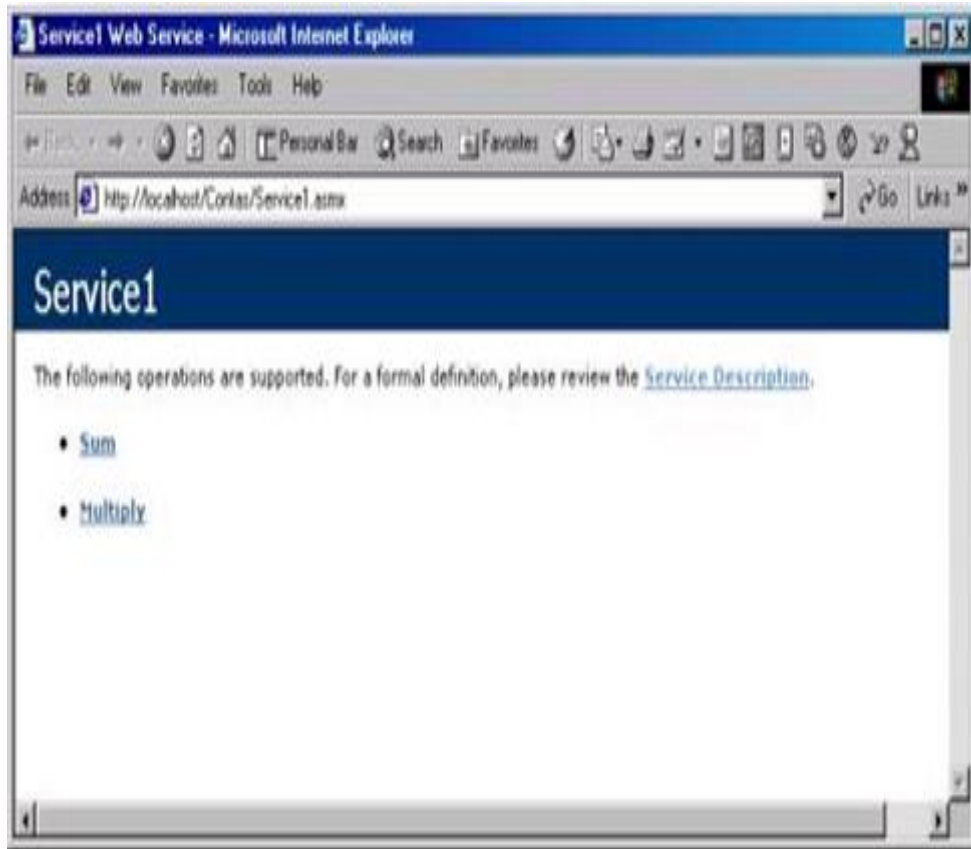 Service1 Web Service - Microsoft Internet Explorer
File Edit View Favorites Tools Help
Personal Bar Search Favorites
Address http://localhost/Contas/Service1.asmx Go Links »
Service1
The following operations are supported. For a formal definition, please review the Service Description.
• Sum
• Multiply